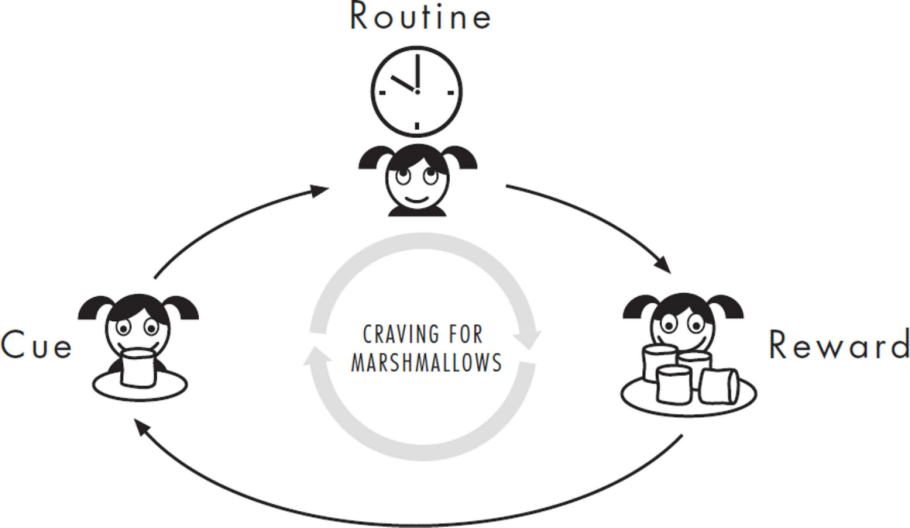 Routine
Cue
CRAVING FOR
MARSHMALLOWS
Reward